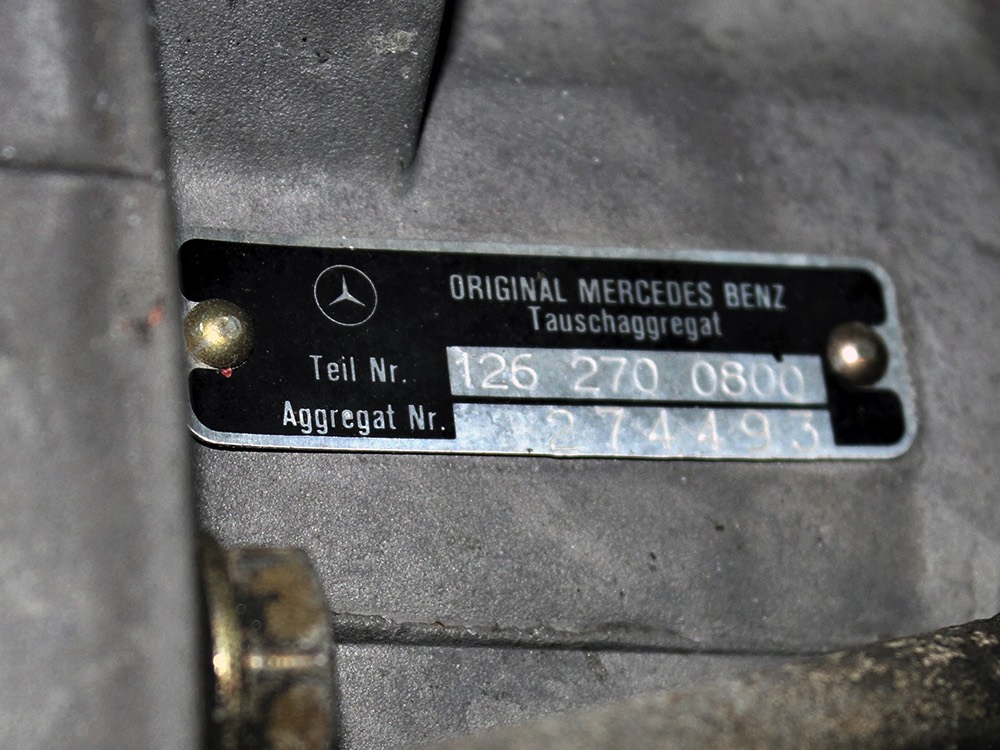 ORIGINAL MERCEDES BENZ
Tauschaggregat
Teil Nr. 126 270 0800
Aggregat Nr. 274493